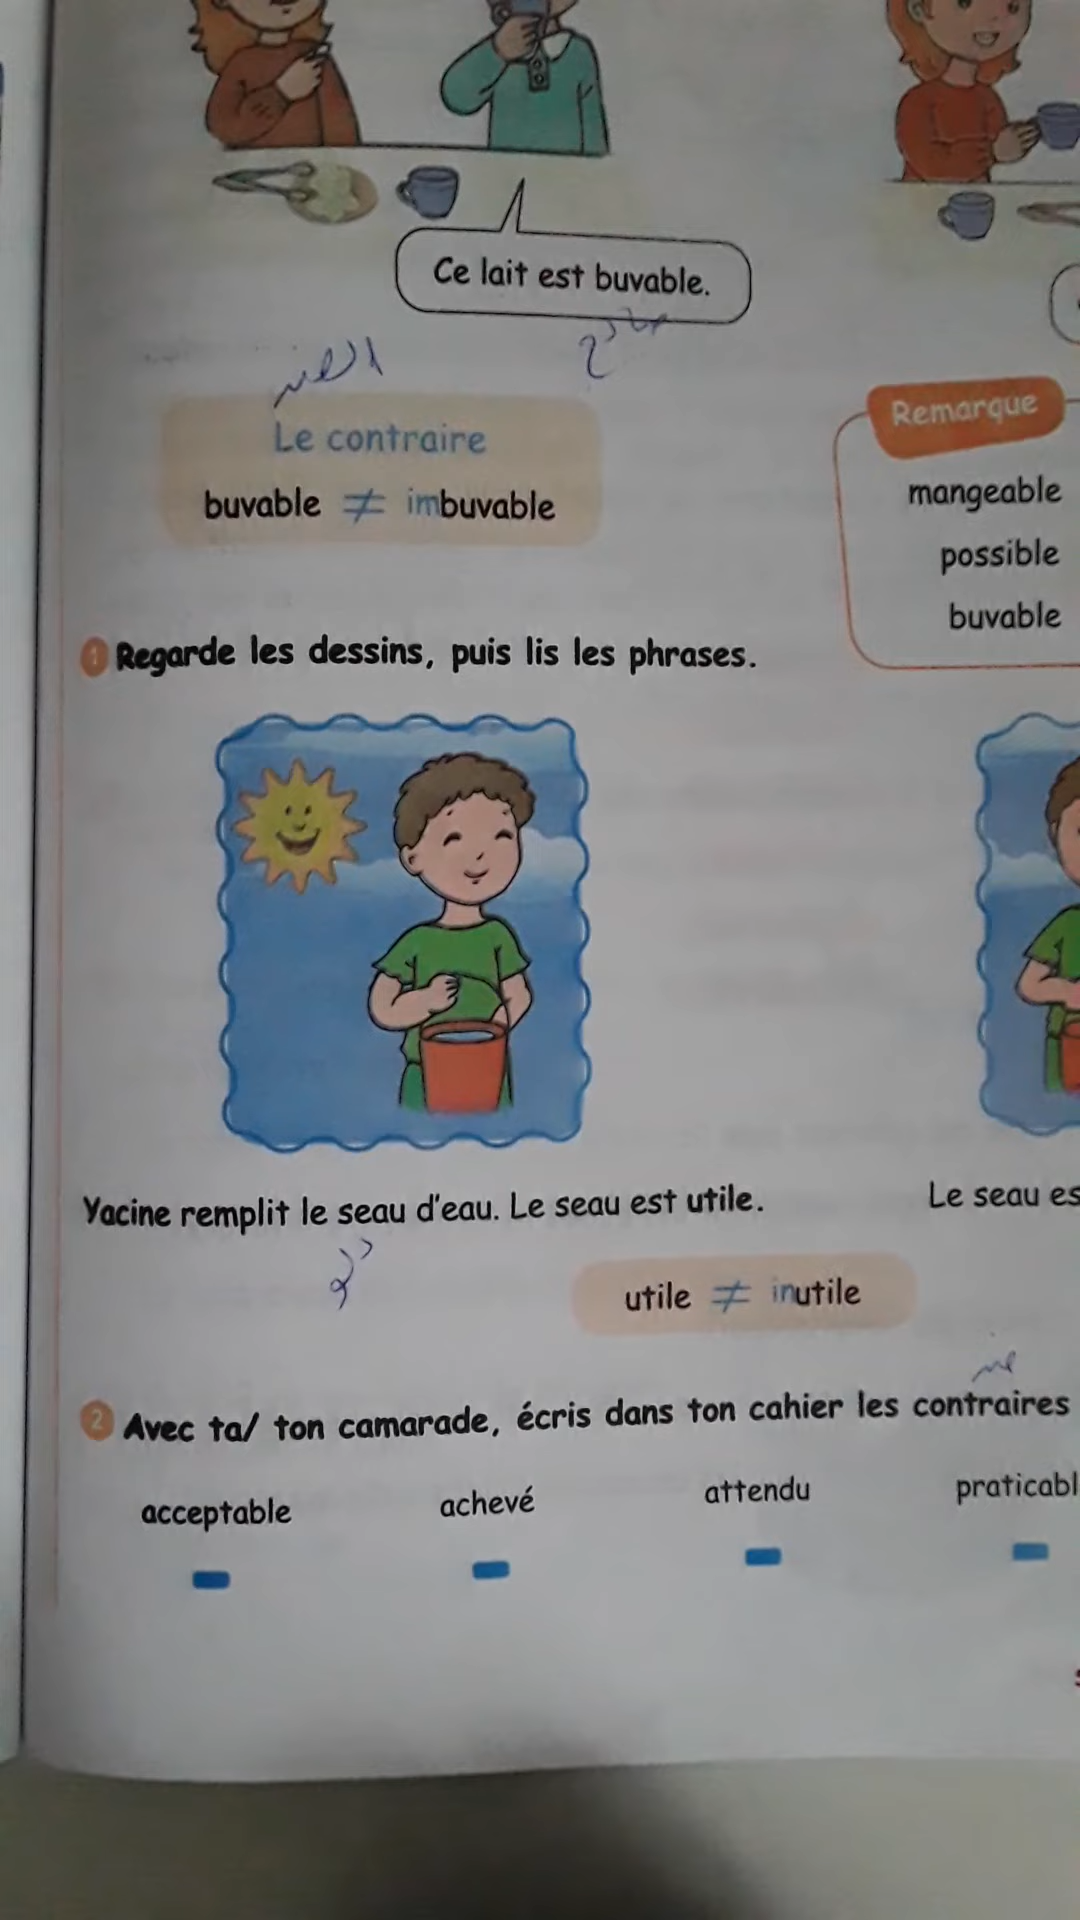 Ce lait est buvable.
Le contraire
buvable ≠ imbuvable
Remarque
mangeable
possible
buvable
1 Regarde les dessins, puis lis les phrases.
Yacine remplit le seau d'eau. Le seau est utile.
Le seau es
utile ≠ inutile
2 Avec ta/ ton camarade, écris dans ton cahier les contraires
acceptable achevé attendu praticabl